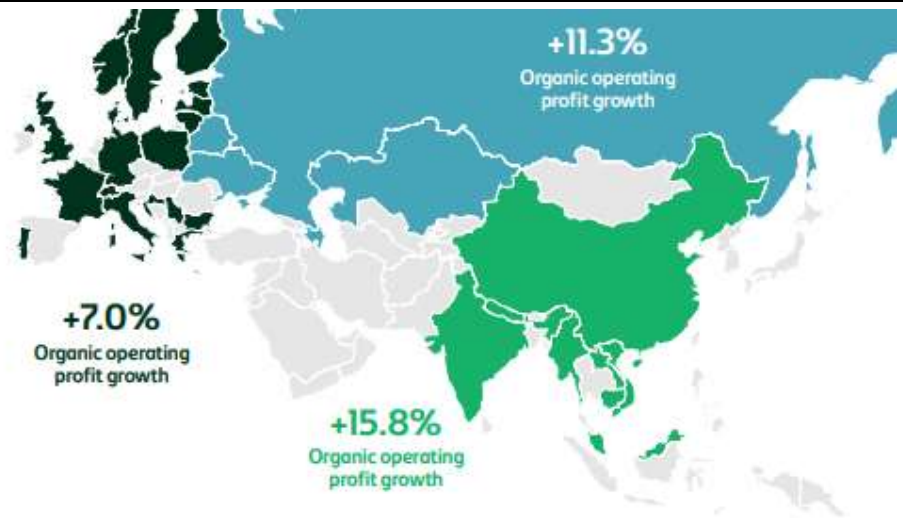 +11.3%
Organic operating
profit growth
+7.0%
Organic operating
profit growth
+15.8%
Organic operating
profit growth